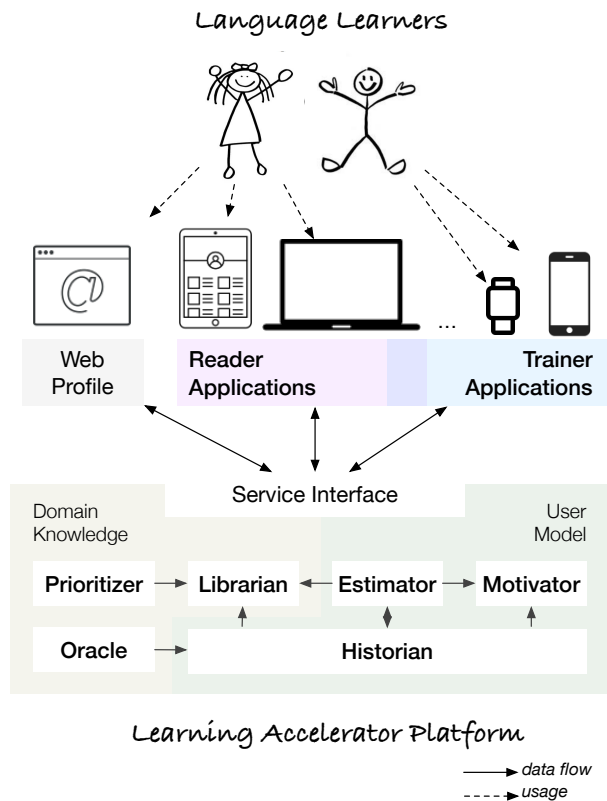 Language Learners
@
...
Web
Profile
Reader
Applications
Trainer
Applications
Service Interface
Domain
Knowledge
User
Model
Prioritizer
Librarian
Estimator
Motivator
Oracle
Historian
Learning Accelerator Platform
data flow
usage